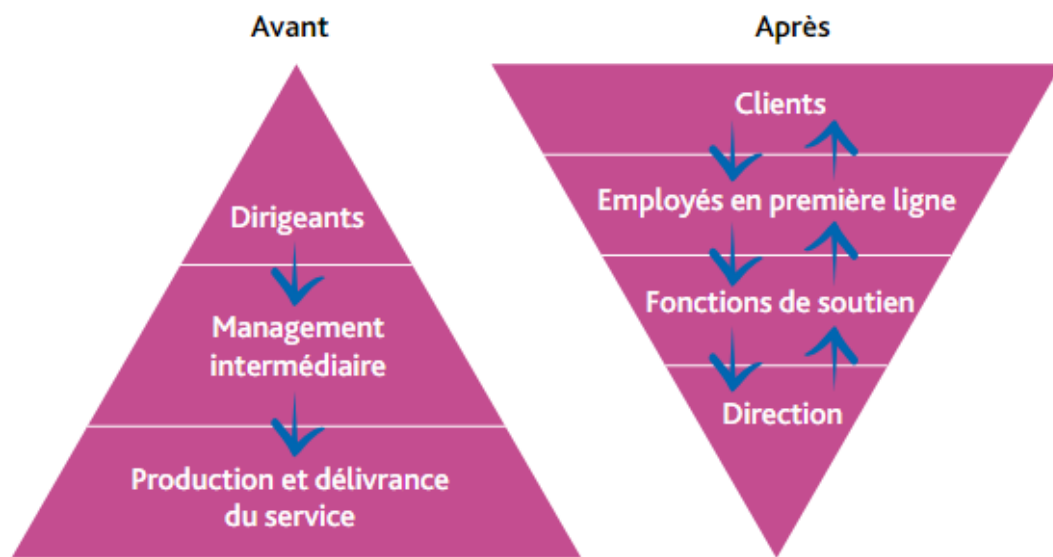 Avant
Dirigeants
Management
intermédiaire
Production et délivrance
du service
Après
Clients
Employés en première ligne
Fonctions de soutien
Direction